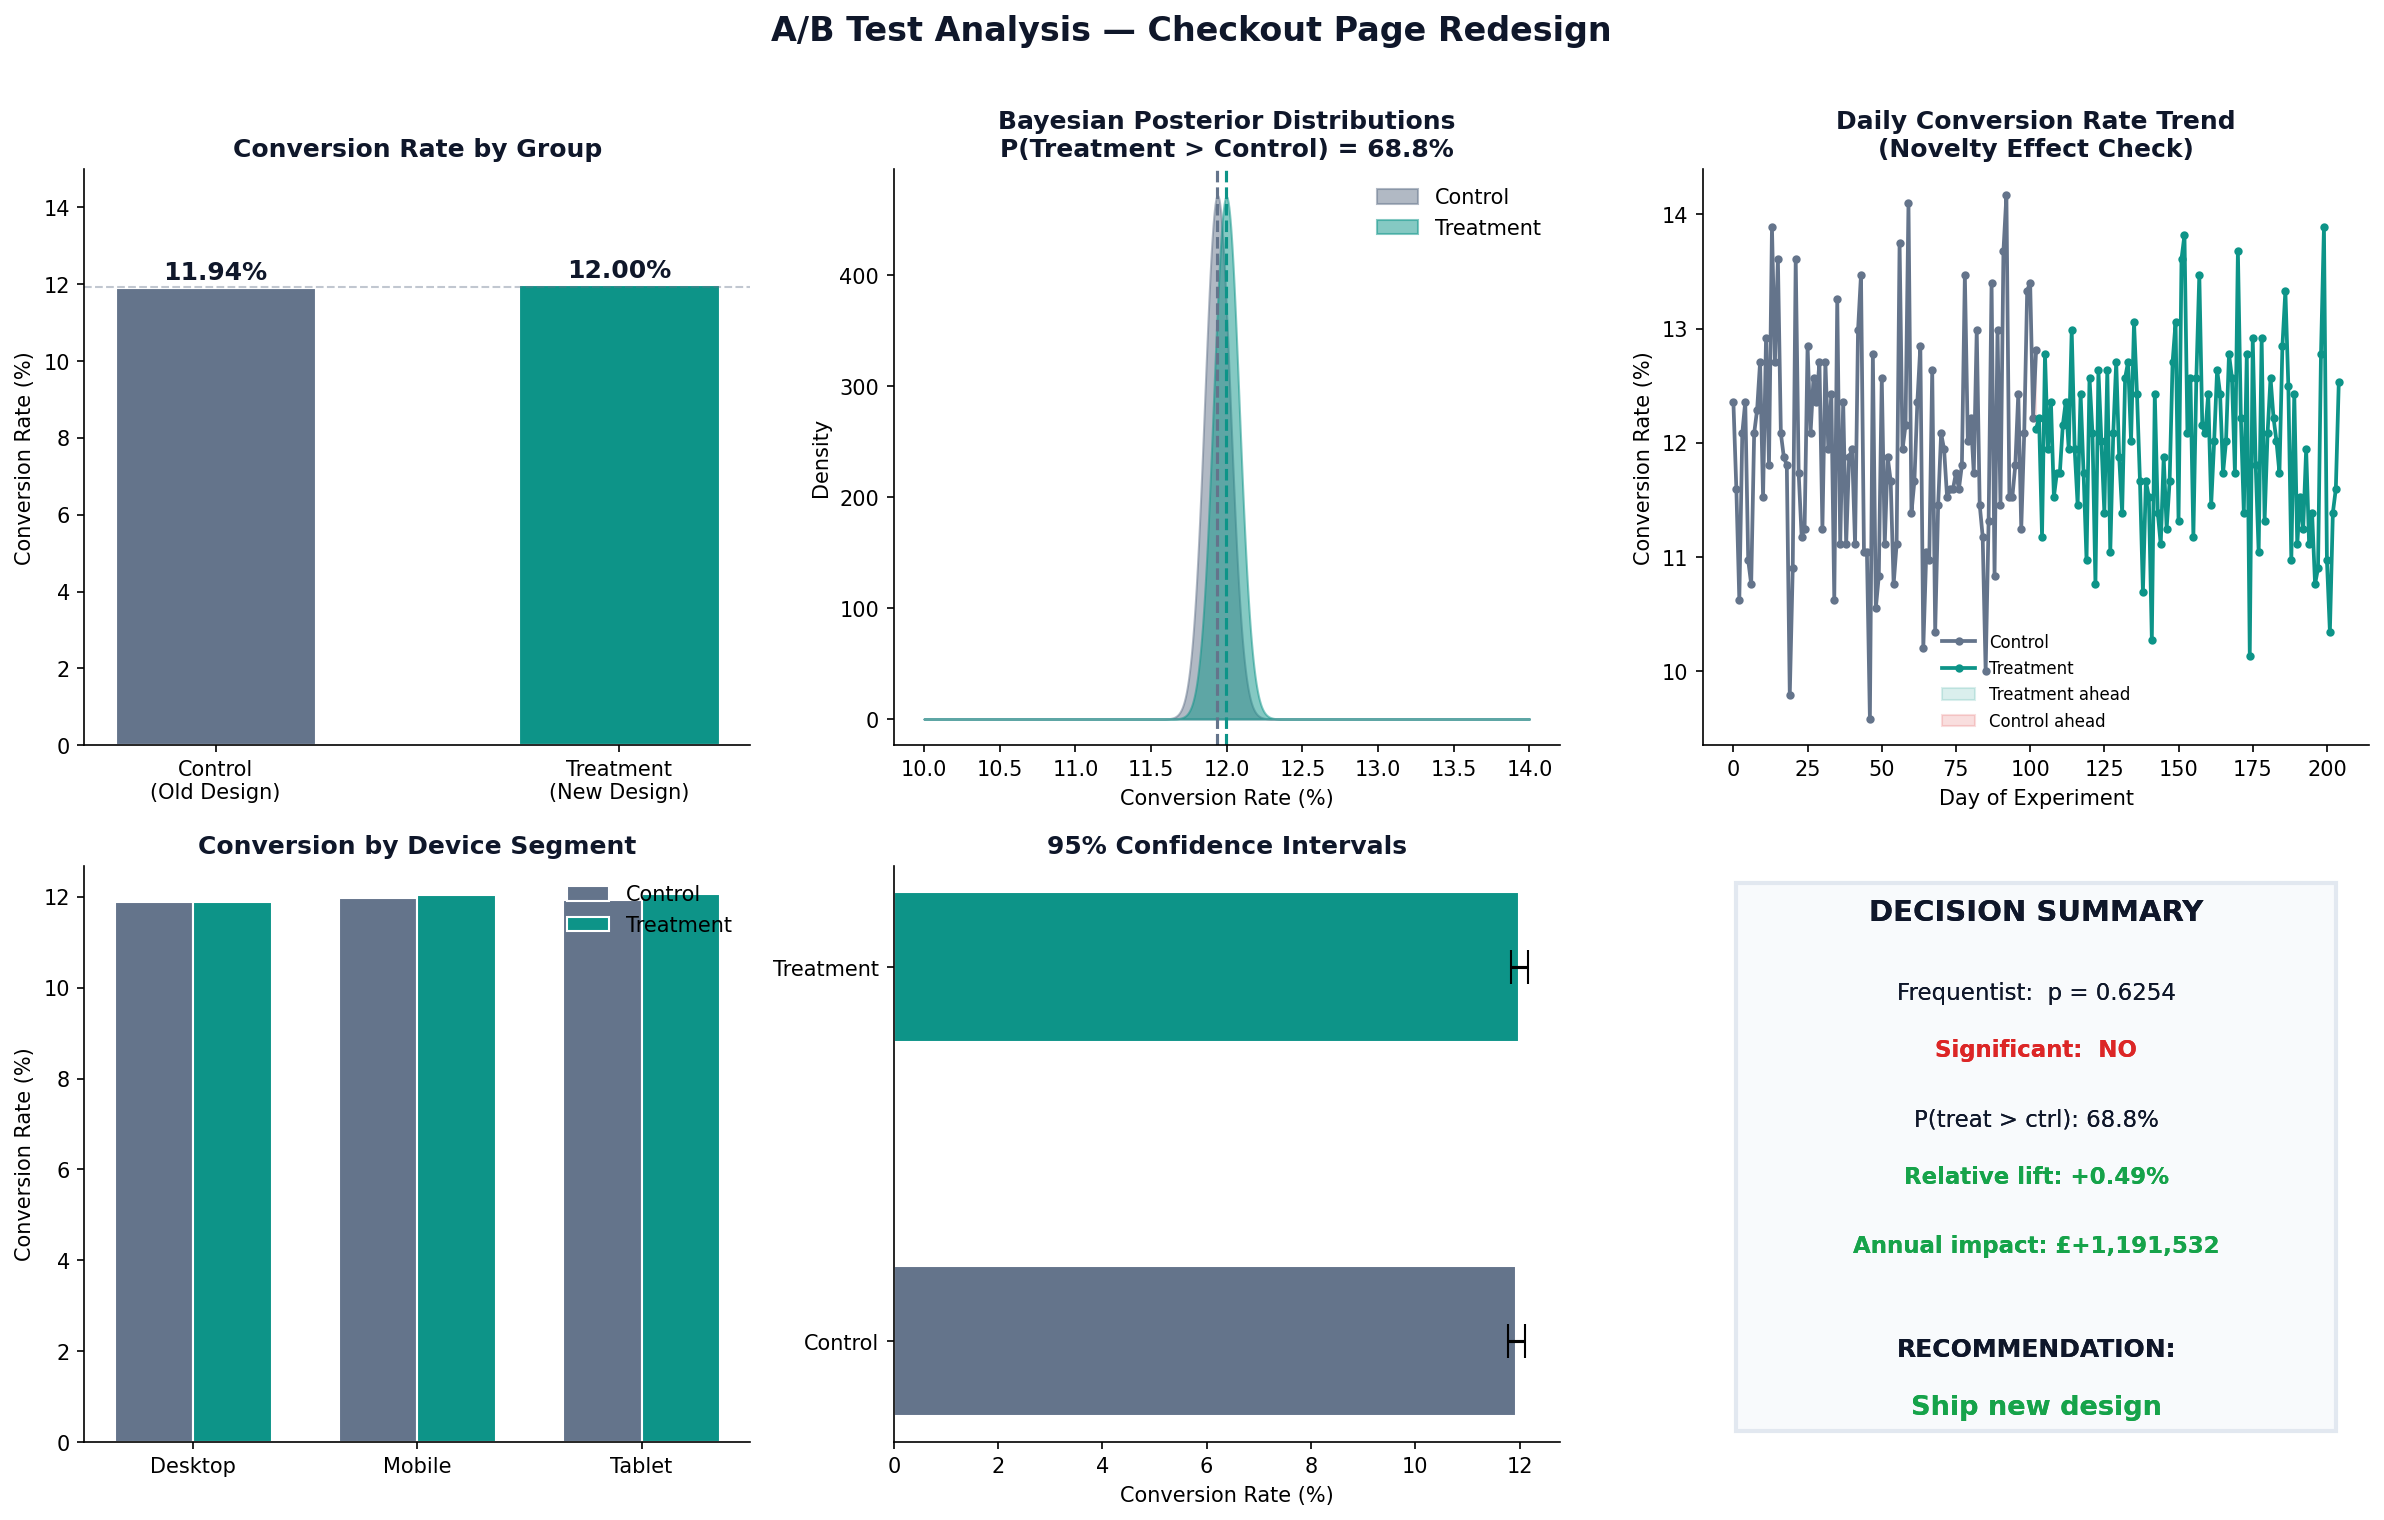 A/B Test Analysis — Checkout Page Redesign
Conversion Rate by Group
Conversion Rate (%)
14
12
10
8
6
4
2
0
11.94%
12.00%
Control
(Old Design)
Treatment
(New Design)
Bayesian Posterior Distributions
P(Treatment > Control) = 68.8%
Density
400
300
200
100
0
Control
Treatment
10.0
10.5
11.0
11.5
12.0
12.5
13.0
13.5
14.0
Conversion Rate (%)
Daily Conversion Rate Trend
(Novelty Effect Check)
Conversion Rate (%)
14
13
12
11
10
Control
Treatment
Treatment ahead
Control ahead
0
25
50
75
100
125
150
175
200
Day of Experiment
Conversion by Device Segment
Conversion Rate (%)
12
10
8
6
4
2
0
Control
Treatment
Desktop
Mobile
Tablet
95% Confidence Intervals
Treatment
Control
0
2
4
6
8
10
12
Conversion Rate (%)
DECISION SUMMARY
Frequentist:  p = 0.6254
Significant:  NO
P(treat > ctrl): 68.8%
Relative lift: +0.49%
Annual impact: £+1,191,532
RECOMMENDATION:
Ship new design